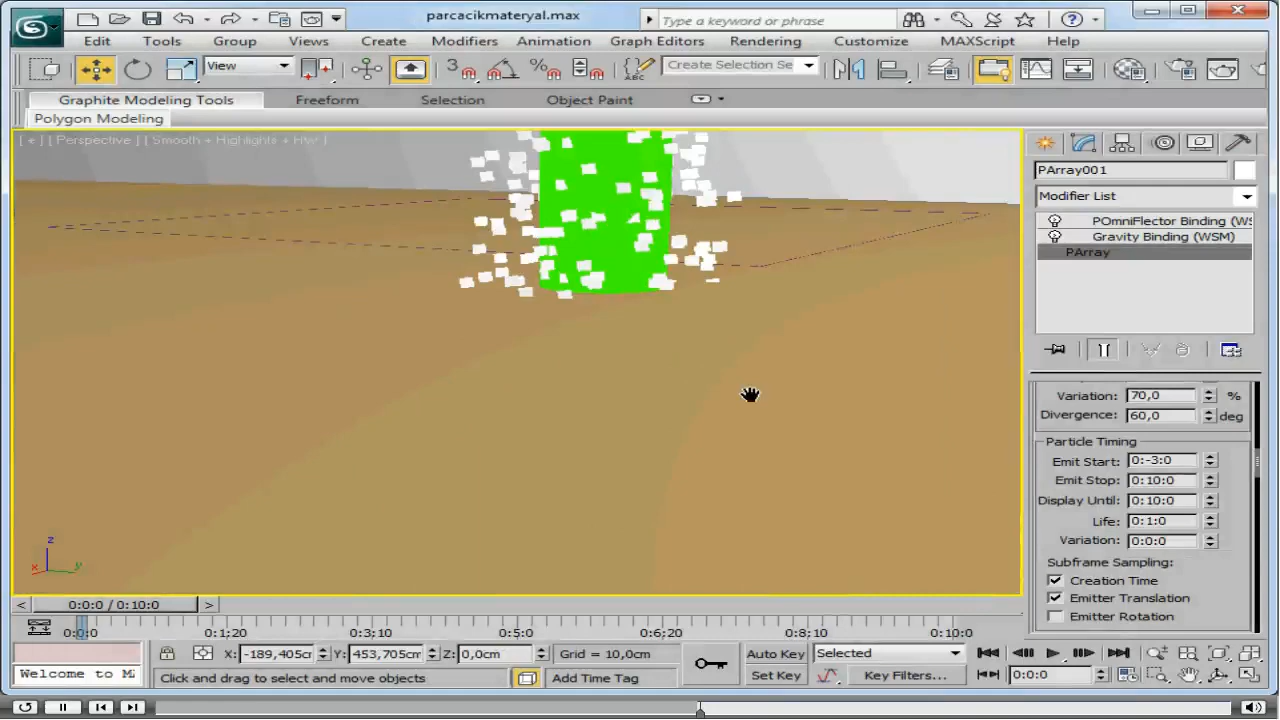 parcacikmateryal.max
Type a keyword or phrase
Edit Tools Group Views Create Modifiers Animation Graph Editors Rendering Customize MAXScript Help
View
3
%
ABC
Create Selection Se
Graphite Modeling Tools Freeform Selection Object Paint
Polygon Modeling
[ + ] [ Perspective ] [ Smooth + Highlights + HW ]
PArray001
Modifier List
POmniFlector Binding (WS
Gravity Binding (WSM)
PArray
Variation: 70,0 %
Divergence: 60,0 deg
Particle Timing
Emit Start: 0:-3:0
Emit Stop: 0:10:0
Display Until: 0:10:0
Life: 0:1:0
Variation: 0:0:0
Subframe Sampling:
Creation Time
Emitter Translation
Emitter Rotation
z
x y
< 0:0:0 / 0:10:0 >
0:0:0 0:1;20 0:3;10 0:5:0 0:6;20 0:8;10 0:10:0
X: -189,405cr Y: 453,705cm Z: 0,0cm Grid = 10,0cm Auto Key Selected
Welcome to M Click and drag to select and move objects Add Time Tag Set Key Key Filters... 0:0:0